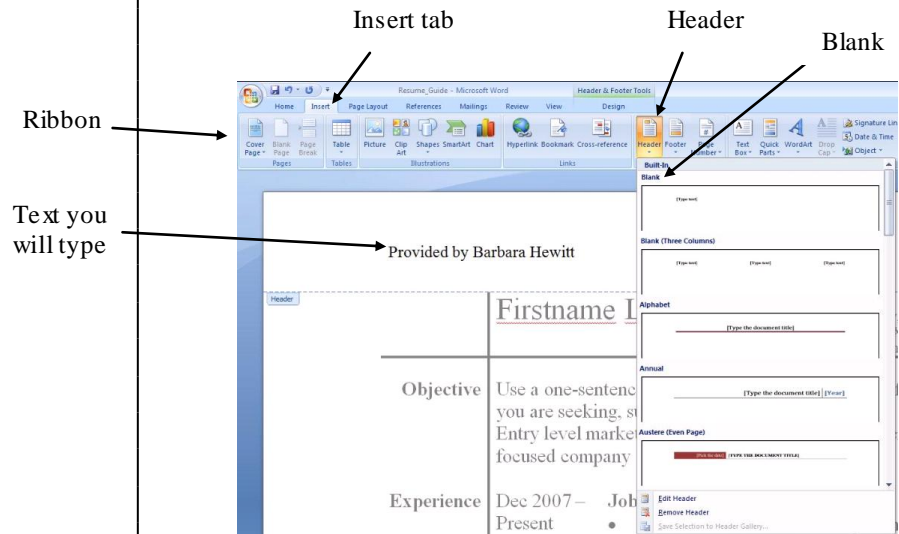 Insert tab
Header
Blank
Ribbon
Text you
will type
Resume_Guide - Microsoft Word
Header & Footer Tools
Home Insert Page Layout References Mailings Review View Design
Cover Page Blank Page Page Break Table Picture Clip Art Shapes SmartArt Chart Hyperlink Bookmark Cross-reference Header Footer Page Number Text Box Quick Parts WordArt Drop Cap
Signature Lin
Date & Time
Object
Pages Tables Illustrations Links
Built-In
Blank
[Type text]
Blank (Three Columns)
[Type text] [Type text] [Type text]
Alphabet
[Type the document title]
Annual
[Type the document title] [Year]
Austere (Even Page)
[Pick the date] [TYPE THE DOCUMENT TITLE]
Edit Header
Remove Header
Save Selection to Header Gallery...
Provided by Barbara Hewitt
Header
Firstname L
Objective Use a one-sentenc
you are seeking, s
Entry level market
focused company
Experience Dec 2007 – Joh
Present •